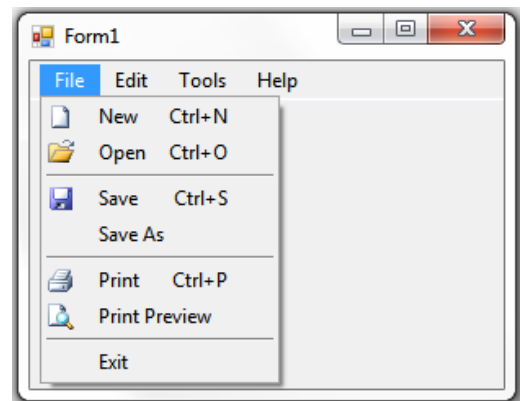 Form1
File Edit Tools Help
New Ctrl+N
Open Ctrl+O
Save Ctrl+S
Save As
Print Ctrl+P
Print Preview
Exit